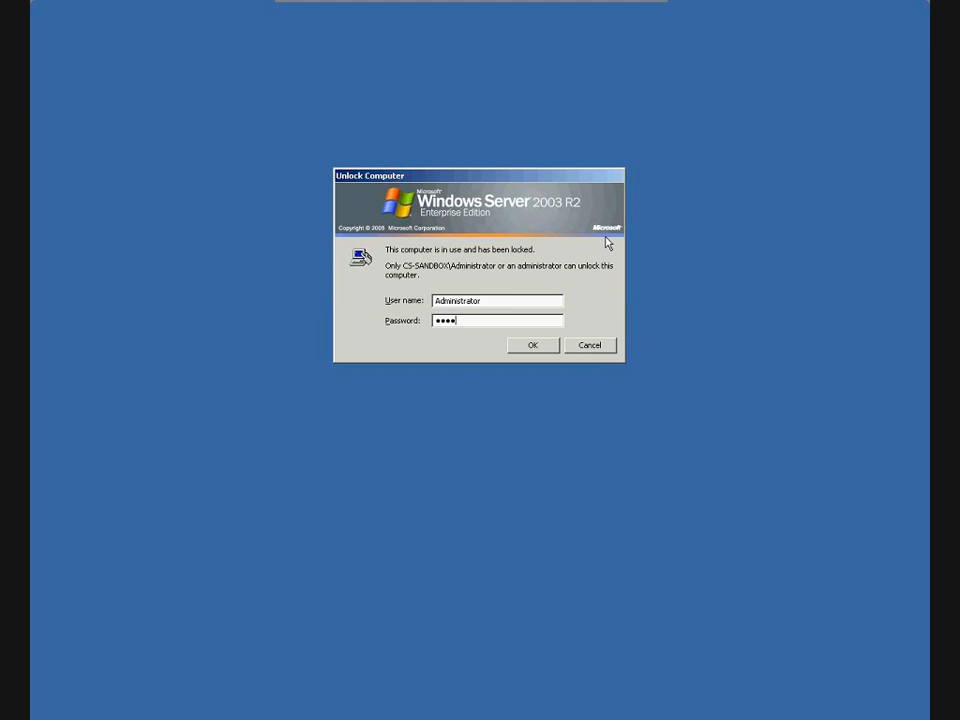 Unlock Computer
Microsoft
Windows Server 2003 R2
Enterprise Edition
Copyright © 2005 Microsoft Corporation
Microsoft
This computer is in use and has been locked.
Only CS-SANDBOX\Administrator or an administrator can unlock this
computer.
User name: Administrator
Password: ●●●●
OK Cancel